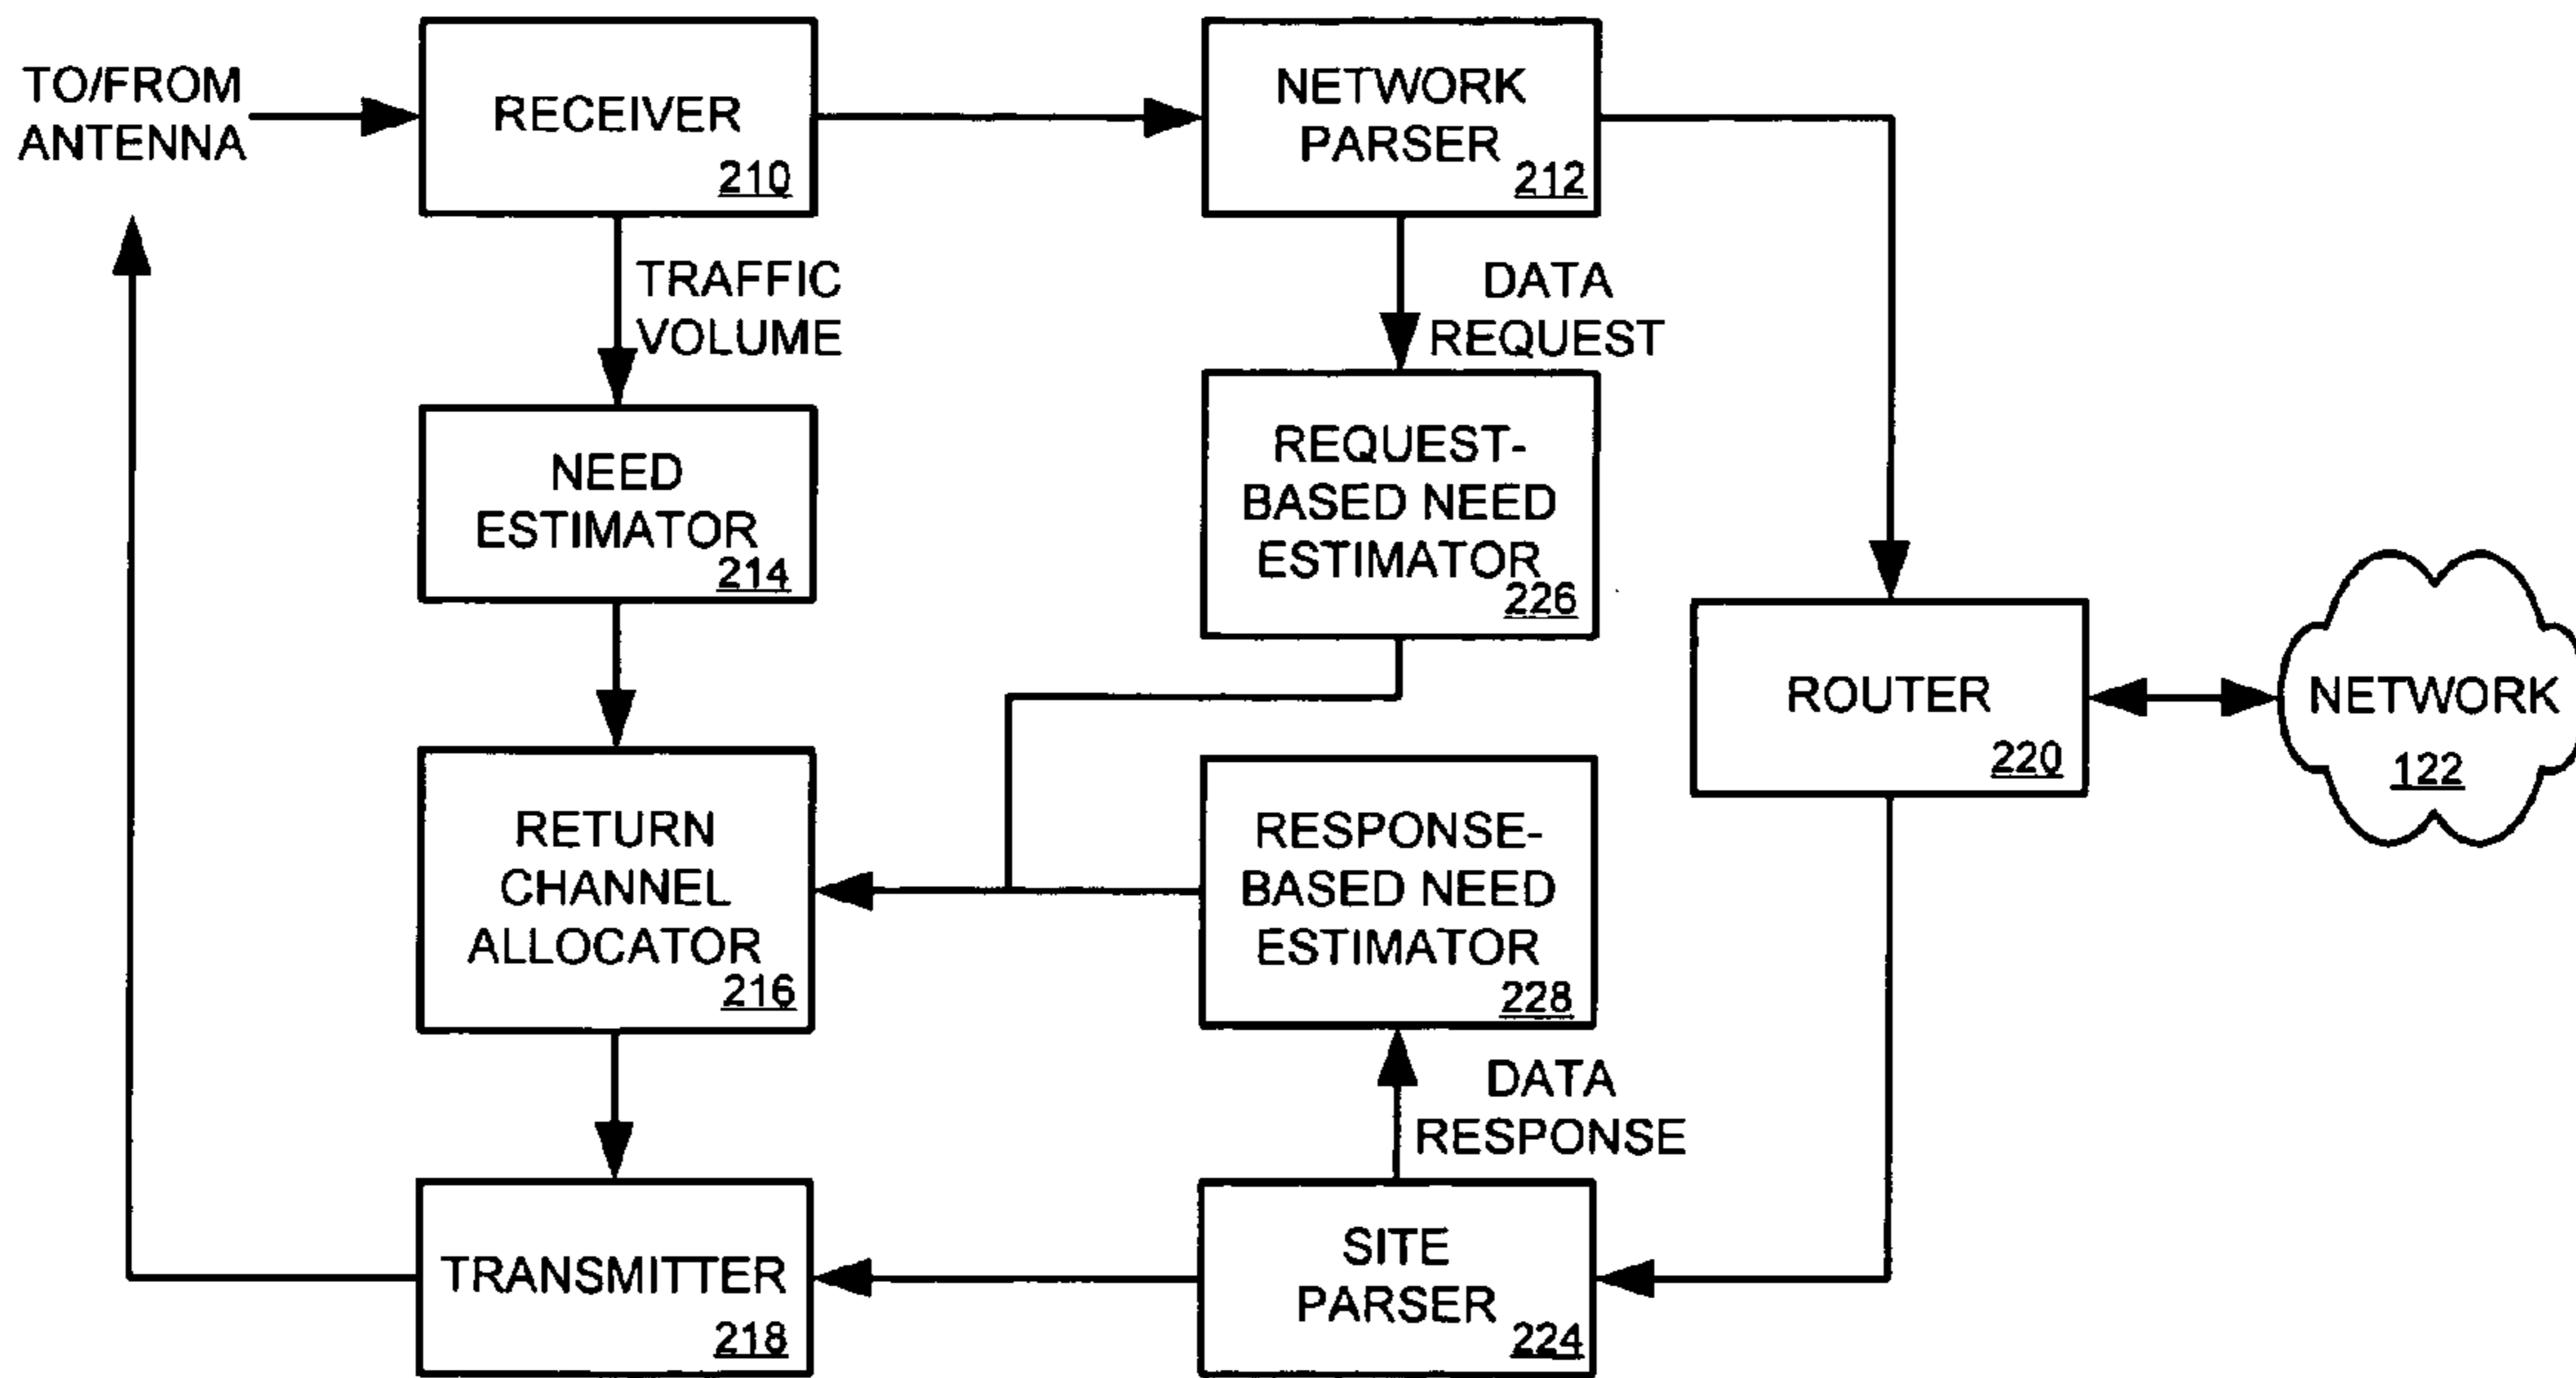 TO/FROM
ANTENNA
RECEIVER
210
NETWORK
PARSER
212
TRAFFIC
VOLUME
DATA
REQUEST
NEED
ESTIMATOR
214
REQUEST-
BASED NEED
ESTIMATOR
226
ROUTER
220
NETWORK
122
RETURN
CHANNEL
ALLOCATOR
216
RESPONSE-
BASED NEED
ESTIMATOR
228
DATA
RESPONSE
TRANSMITTER
218
SITE
PARSER
224